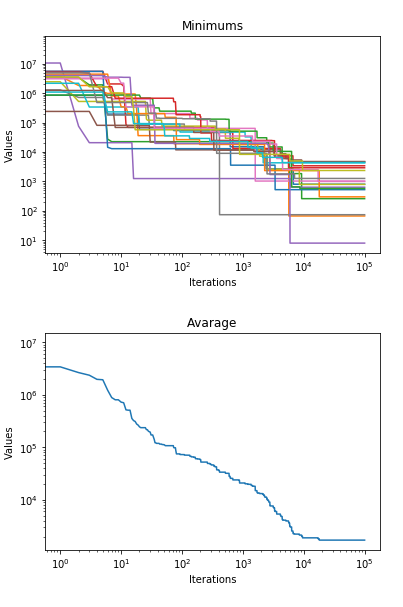 Minimums
Values
10⁷
10⁶
10⁵
10⁴
10³
10²
10¹
10⁰ 10¹ 10² 10³ 10⁴ 10⁵
Iterations
Avarage
Values
10⁷
10⁶
10⁵
10⁴
10⁰ 10¹ 10² 10³ 10⁴ 10⁵
Iterations